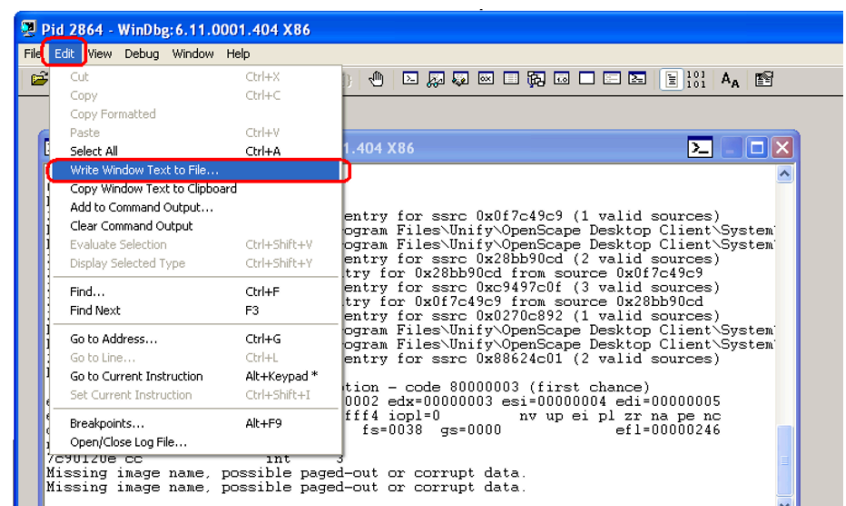 Pid 2864 - WinDbg:6.11.0001.404 X86
File Edit View Debug Window Help
Cut Ctrl+X
Copy Ctrl+C
Copy Formatted
Paste Ctrl+V
Select All Ctrl+A
1.404 X86
Write Window Text to File...
Copy Window Text to Clipboard
Add to Command Output...
entry for ssrc 0x0f7c49c9 (1 valid sources)
Clear Command Output
ogram Files\Unify\OpenScape Desktop Client\System
Evaluate Selection Ctrl+Shift+V
entry for ssrc 0x28bb90cd (2 valid sources)
Display Selected Type Ctrl+Shift+Y
try for 0x28bb90cd from source 0x0f7c49c9
Find... Ctrl+F
entry for ssrc 0xc9497c0f (3 valid sources)
try for 0x0f7c49c9 from source 0x28bb90cd
Find Next F3
entry for ssrc 0x0270c892 (1 valid sources)
ogram Files\Unify\OpenScape Desktop Client\System
Go to Address... Ctrl+G
ogram Files\Unify\OpenScape Desktop Client\System
Go to Line... Ctrl+L
entry for ssrc 0x88624c01 (2 valid sources)
Go to Current Instruction Alt+Keypad *
tion - code 80000003 (first chance)
Set Current Instruction Ctrl+Shift+I
0002 edx=00000003 esi=00000004 edi=00000005
fff4 iopl=0 nv up ei pl zr na pe nc
Breakpoints... Alt+F9
fs=0038 gs=0000 efl=00000246
Open/Close Log File...
7c90120e cc int 3
Missing image name, possible paged-out or corrupt data.
Missing image name, possible paged-out or corrupt data.